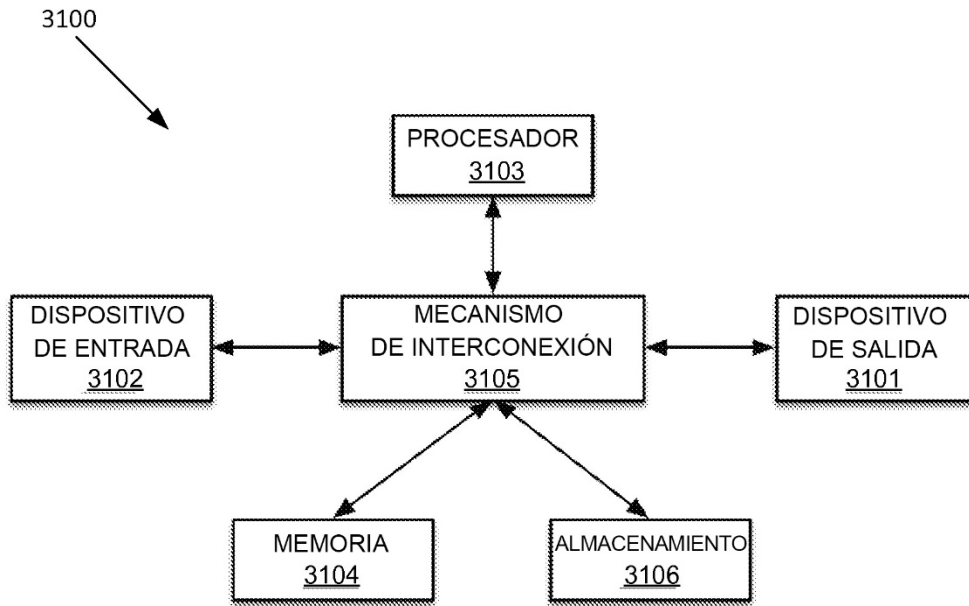 3100
PROCESADOR
3103
DISPOSITIVO
DE ENTRADA
3102
MECANISMO
DE INTERCONEXIÓN
3105
DISPOSITIVO
DE SALIDA
3101
MEMORIA
3104
ALMACENAMIENTO
3106